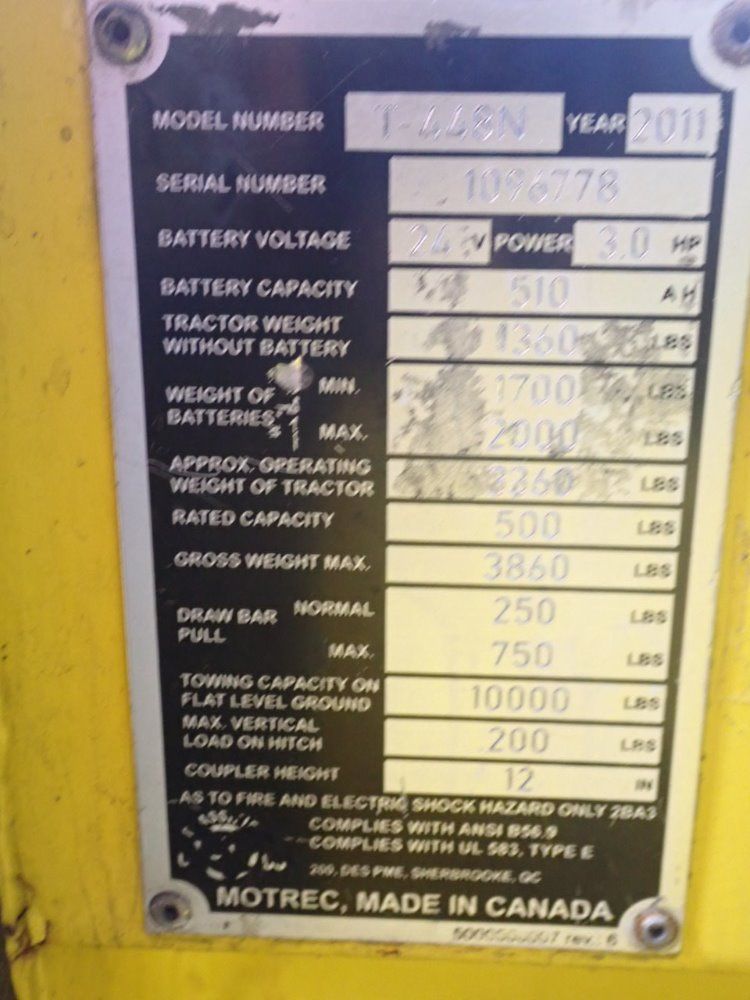 MODEL NUMBER T-448N YEAR 2011
SERIAL NUMBER 1096778
BATTERY VOLTAGE 24 V POWER 3.0 HP
BATTERY CAPACITY 510 AH
TRACTOR WEIGHT
WITHOUT BATTERY 1360 LBS
WEIGHT OF
BATTERIES MIN. 1700 LBS
MAX. 2000 LBS
APPROX. OPERATING
WEIGHT OF TRACTOR 3360 LBS
RATED CAPACITY 500 LBS
GROSS WEIGHT MAX. 3860 LBS
DRAW BAR
PULL NORMAL 250 LBS
MAX. 750 LBS
TOWING CAPACITY ON
FLAT LEVEL GROUND 10000 LBS
MAX. VERTICAL
LOAD ON HITCH 200 LBS
COUPLER HEIGHT 12 IN
AS TO FIRE AND ELECTRIC SHOCK HAZARD ONLY 2BA3
COMPLIES WITH ANSI B56.9
COMPLIES WITH UL 583, TYPE E
200, DES PME, SHERBROOKE, QC
MOTREC, MADE IN CANADA
rev. 6